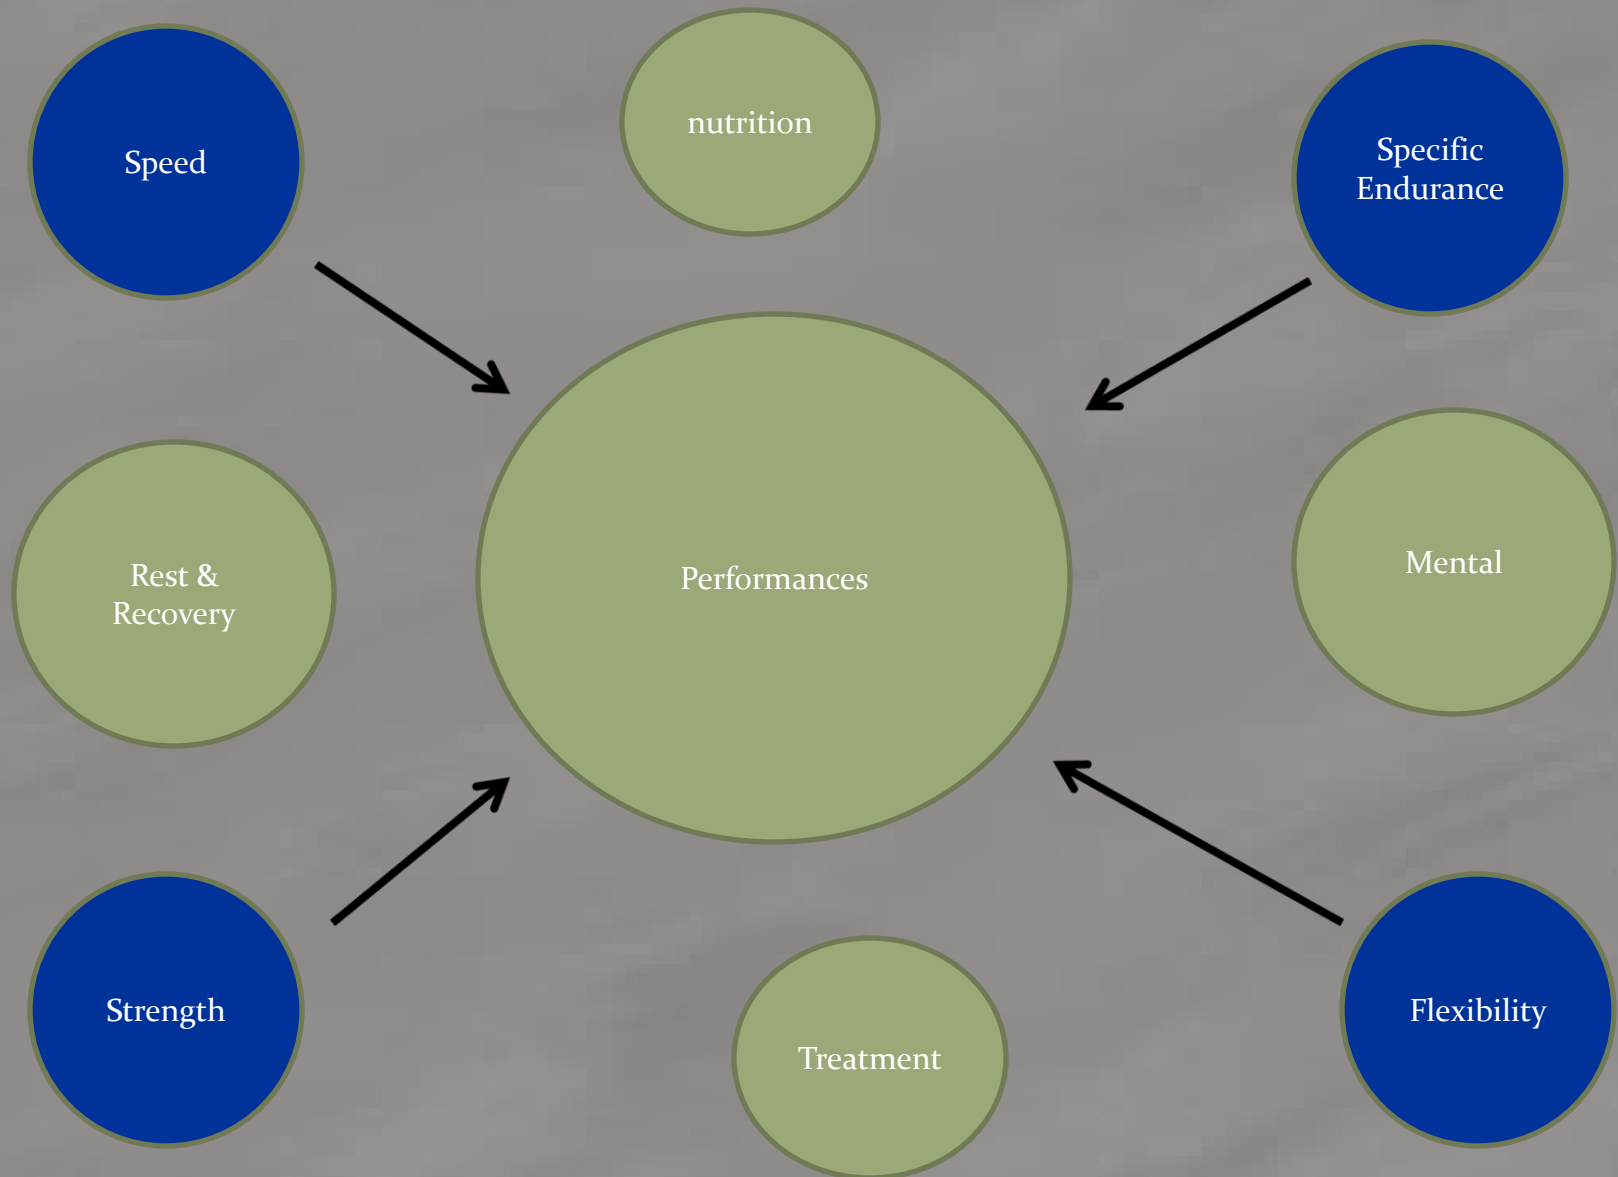 Speed
nutrition
Specific
Endurance
Rest &
Recovery
Performances
Mental
Strength
Treatment
Flexibility